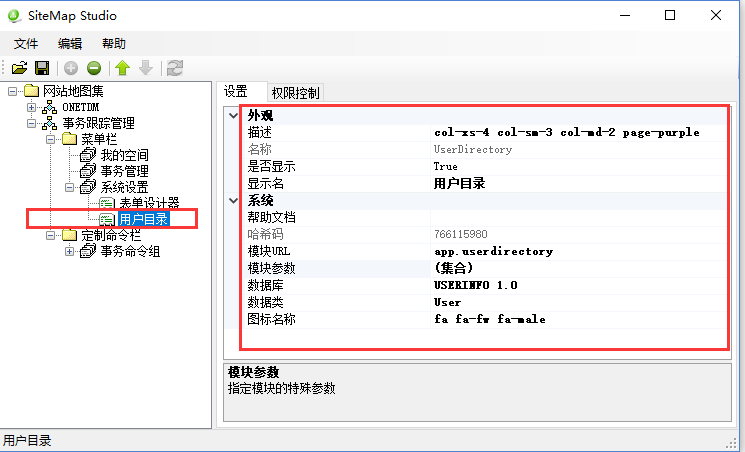 SiteMap Studio
文件 编辑 帮助
网站地图集
ONETDM
事务跟踪管理
菜单栏
我的空间
事务管理
系统设置
表单设计器
用户目录
定制命令栏
事务命令组
设置 权限控制
外观
描述 col-xs-4 col-sm-3 col-md-2 page-purple
名称 UserDirectory
是否显示 True
显示名 用户目录
系统
帮助文档
哈希码 766115980
模块URL app.userdirectory
模块参数 (集合)
数据库 USERINFO 1.0
数据类 User
图标名称 fa fa-fw fa-male
模块参数
指定模块的特殊参数
用户目录